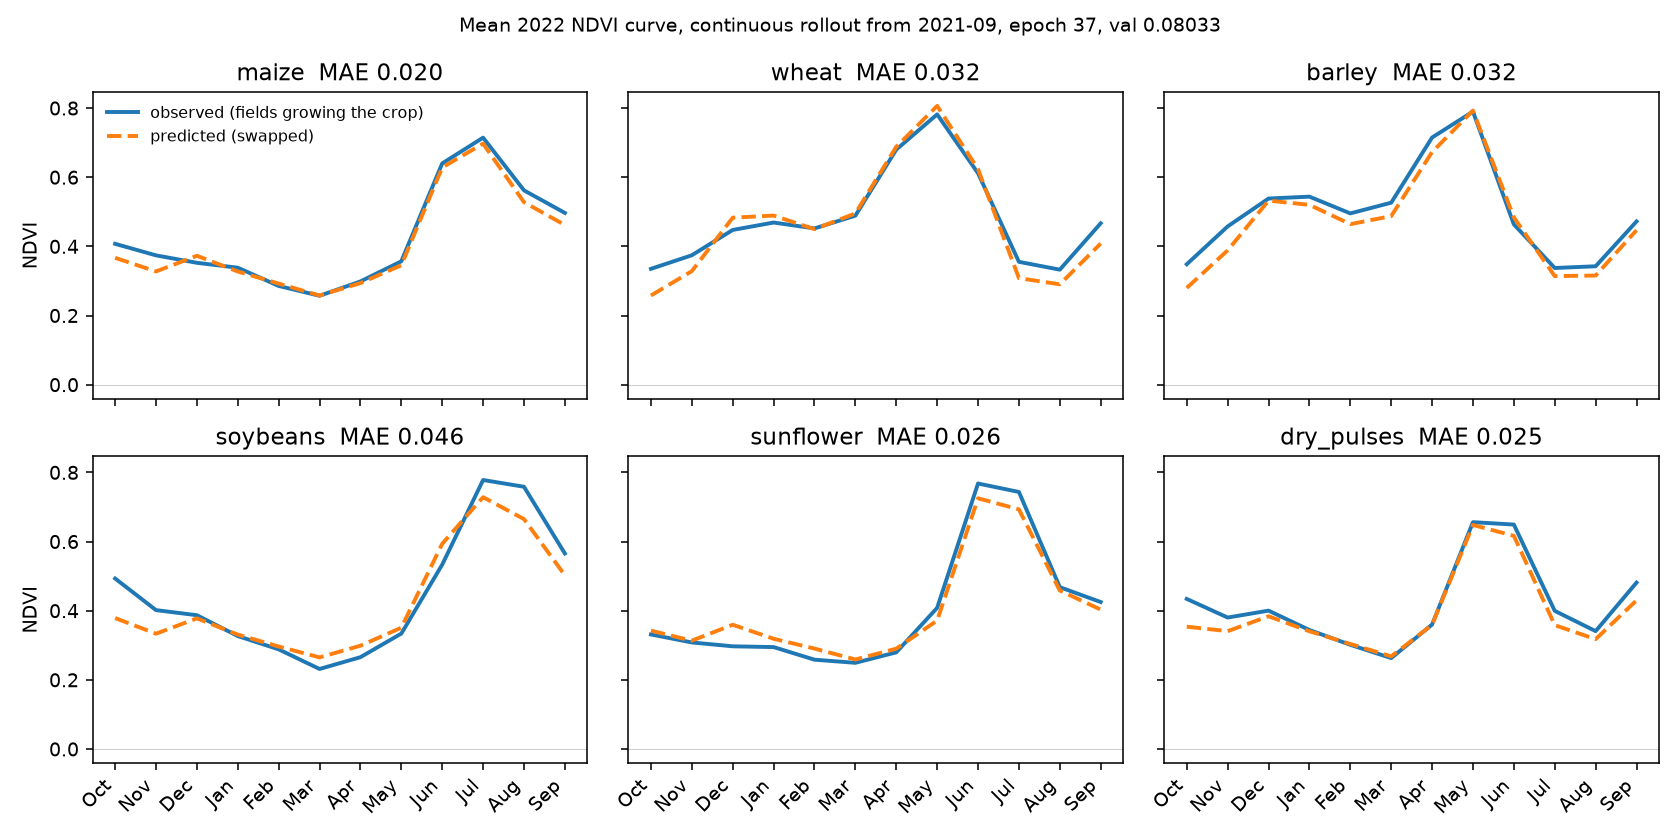 Mean 2022 NDVI curve, continuous rollout from 2021-09, epoch 37, val 0.08033
maize  MAE 0.020
wheat  MAE 0.032
barley  MAE 0.032
observed (fields growing the crop)
predicted (swapped)
NDVI
0.8
0.6
0.4
0.2
0.0
soybeans  MAE 0.046
sunflower  MAE 0.026
dry_pulses  MAE 0.025
NDVI
0.8
0.6
0.4
0.2
0.0
Oct Nov Dec Jan Feb Mar Apr May Jun Jul Aug Sep
Oct Nov Dec Jan Feb Mar Apr May Jun Jul Aug Sep
Oct Nov Dec Jan Feb Mar Apr May Jun Jul Aug Sep